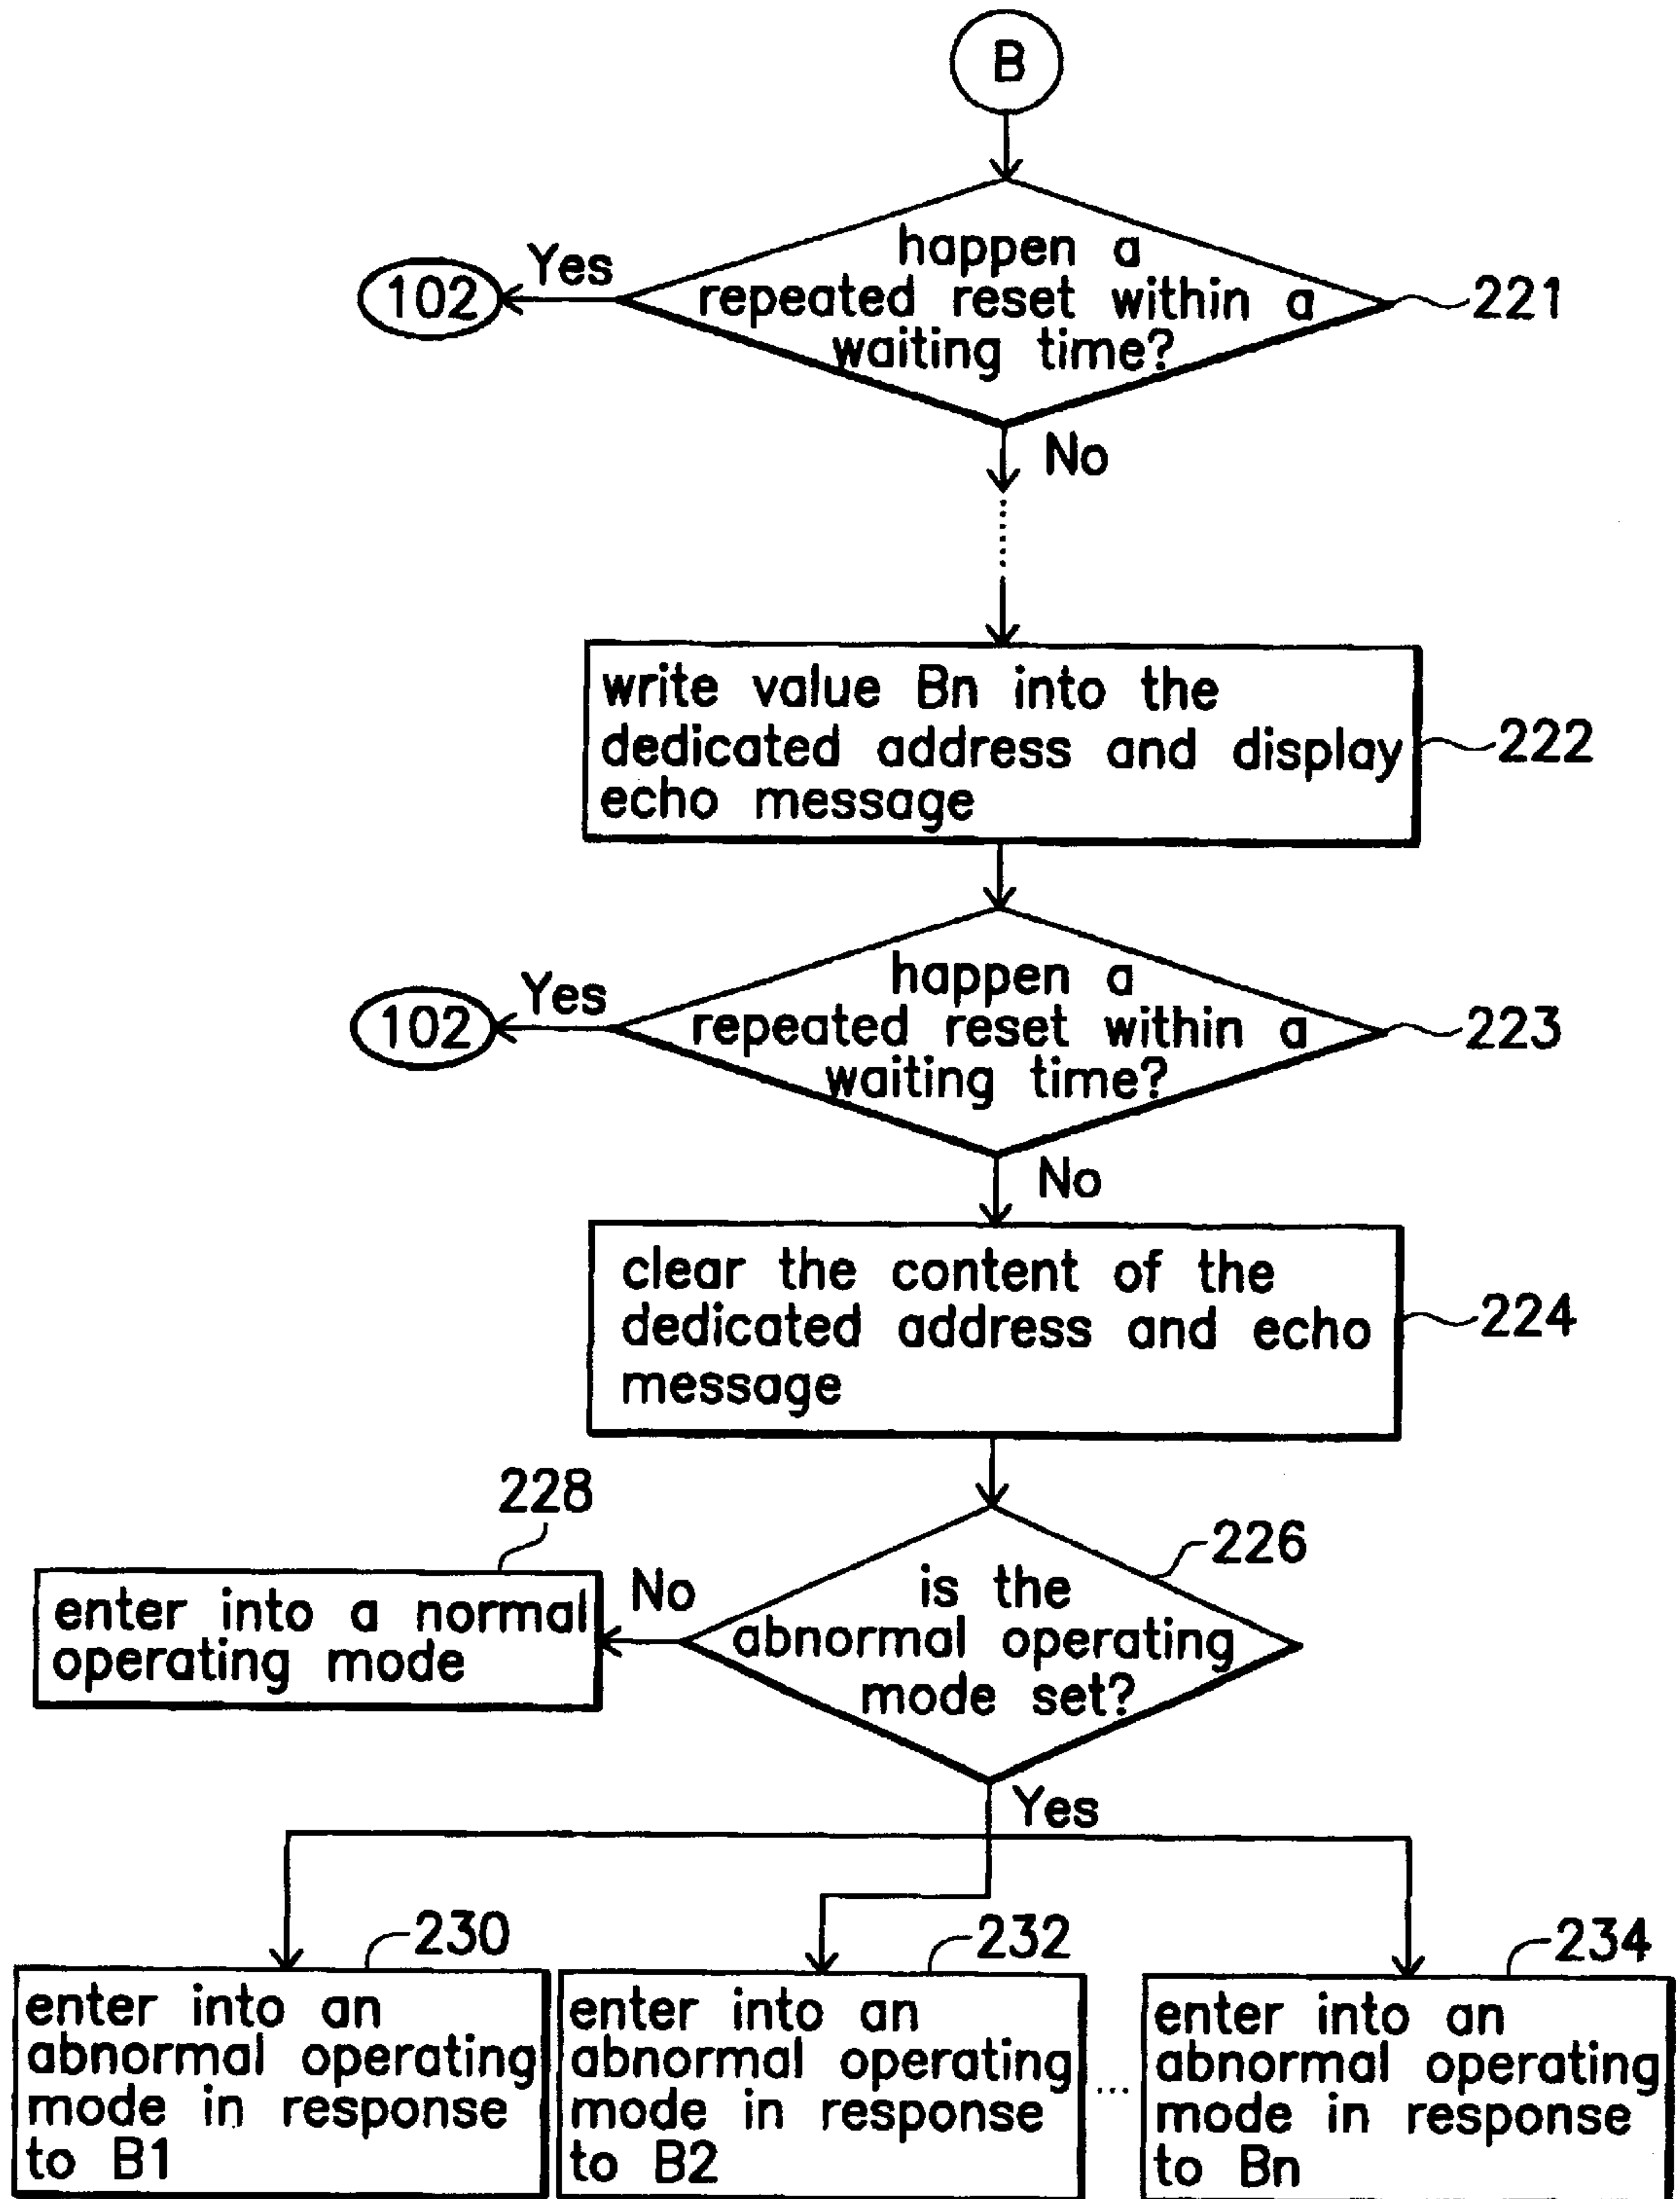 B
happen a
repeated reset within a
waiting time?
Yes
102
221
No
write value Bn into the
dedicated address and display
echo message
222
happen a
repeated reset within a
waiting time?
Yes
102
223
No
clear the content of the
dedicated address and echo
message
224
228
226
is the
abnormal operating
mode set?
No
enter into a normal
operating mode
Yes
230
enter into an
abnormal operating
mode in response
to B1
232
enter into an
abnormal operating
mode in response
to B2
...
234
enter into an
abnormal operating
mode in response
to Bn